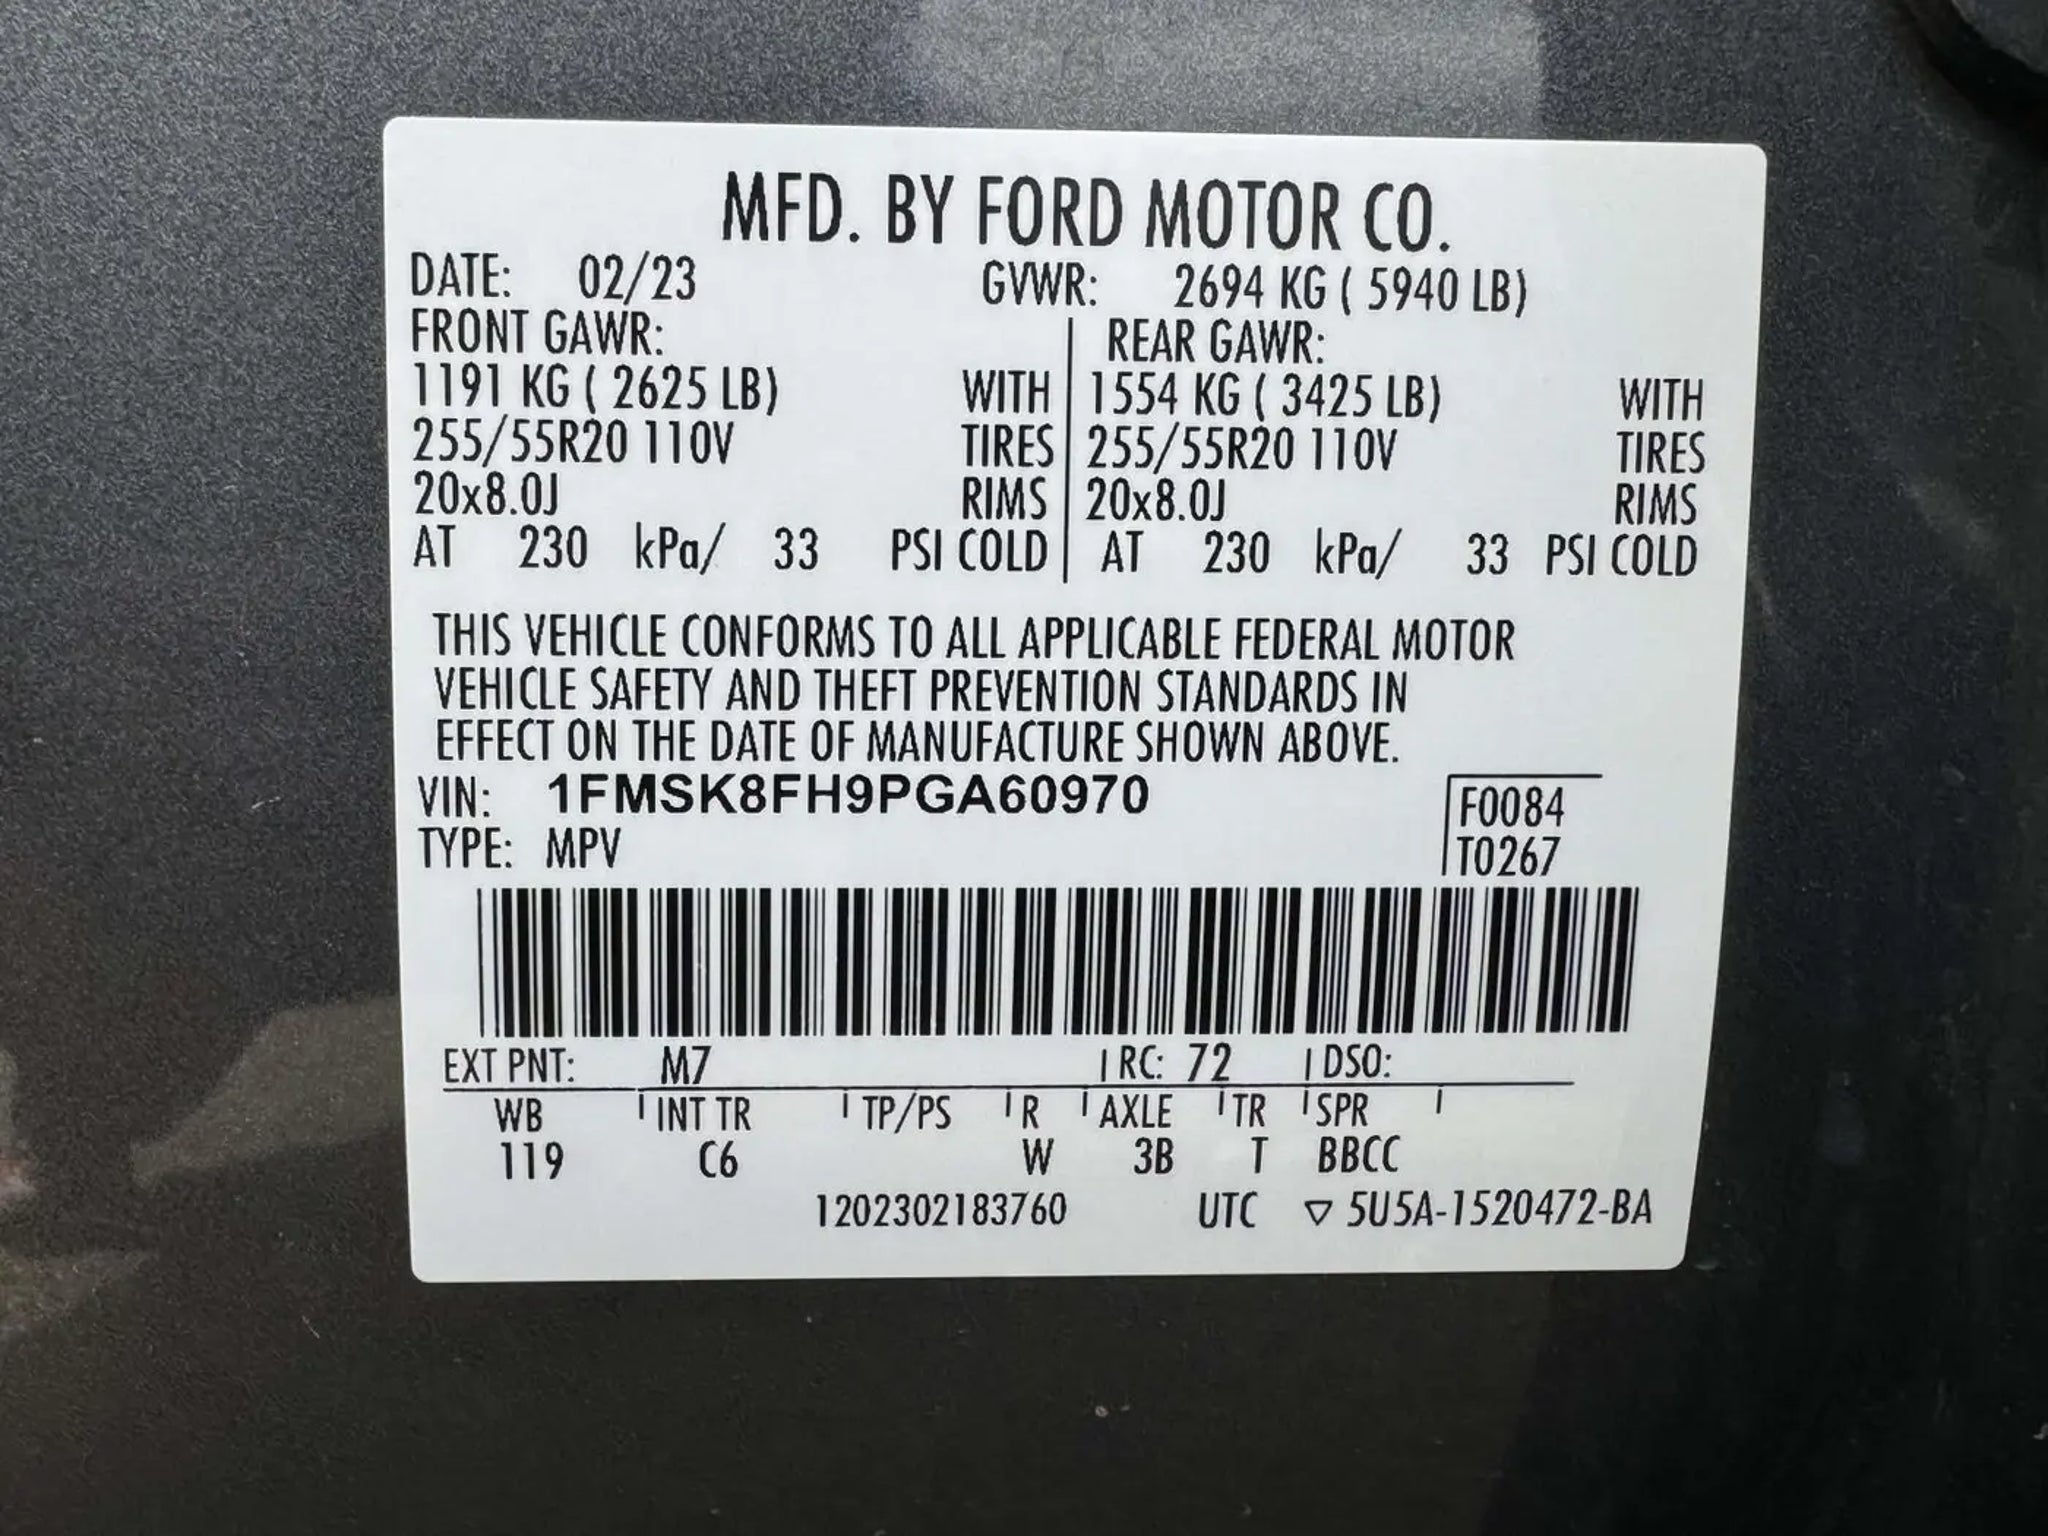 MFD. BY FORD MOTOR CO.
DATE: 02/23 GVWR: 2694 KG ( 5940 LB)
FRONT GAWR: REAR GAWR:
1191 KG ( 2625 LB) WITH 1554 KG ( 3425 LB) WITH
255/55R20 110V TIRES 255/55R20 110V TIRES
20x8.0J RIMS 20x8.0J RIMS
AT 230 kPa/ 33 PSI COLD AT 230 kPa/ 33 PSI COLD
THIS VEHICLE CONFORMS TO ALL APPLICABLE FEDERAL MOTOR
VEHICLE SAFETY AND THEFT PREVENTION STANDARDS IN
EFFECT ON THE DATE OF MANUFACTURE SHOWN ABOVE.
VIN: 1FMSK8FH9PGA60970 F0084
TYPE: MPV T0267
EXT PNT: M7 RC: 72 DSO:
WB INT TR TP/PS R AXLE TR SPR
119 C6 W 3B T BBCC
1202302183760 UTC ▽ 5U5A-1520472-BA